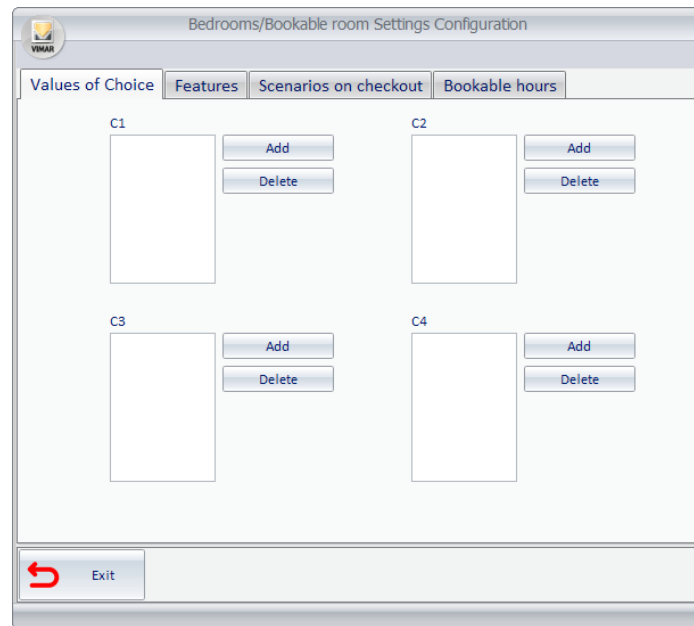 Bedrooms/Bookable room Settings Configuration
VIMAR
Values of Choice Features Scenarios on checkout Bookable hours
C1 C2
Add Add
Delete Delete
C3 C4
Add Add
Delete Delete
Exit